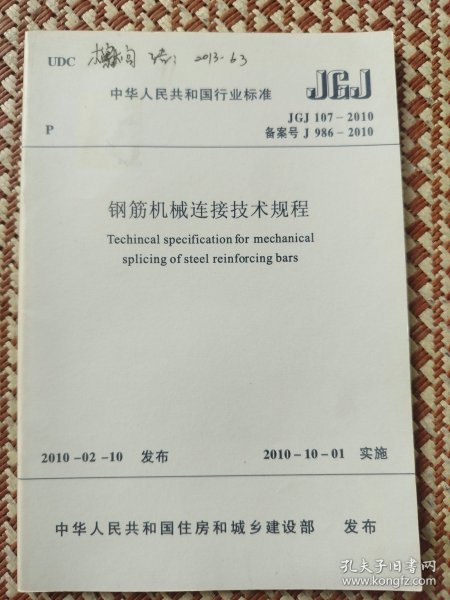 UDC
2013.6.3
中华人民共和国行业标准
JGJ
P
JGJ 107-2010
备案号 J 986-2010
钢筋机械连接技术规程
Techincal specification for mechanical
splicing of steel reinforcing bars
2010-02-10 发布
2010-10-01 实施
中华人民共和国住房和城乡建设部 发布
孔夫子旧书网
www.kongfz.com